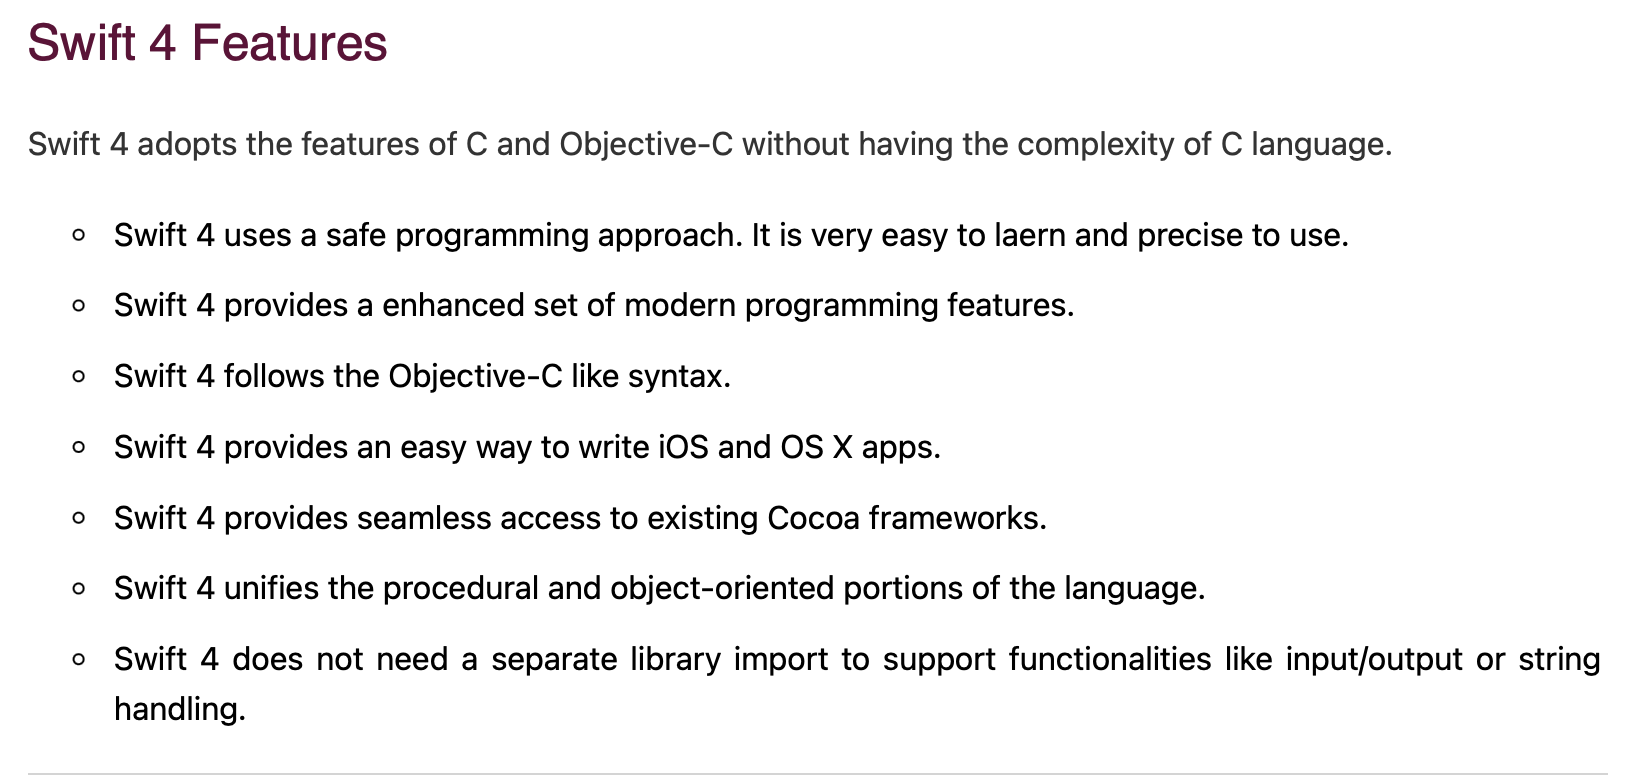 Swift 4 Features
Swift 4 adopts the features of C and Objective-C without having the complexity of C language.
Swift 4 uses a safe programming approach. It is very easy to laern and precise to use.
Swift 4 provides a enhanced set of modern programming features.
Swift 4 follows the Objective-C like syntax.
Swift 4 provides an easy way to write iOS and OS X apps.
Swift 4 provides seamless access to existing Cocoa frameworks.
Swift 4 unifies the procedural and object-oriented portions of the language.
Swift 4 does not need a separate library import to support functionalities like input/output or string
handling.